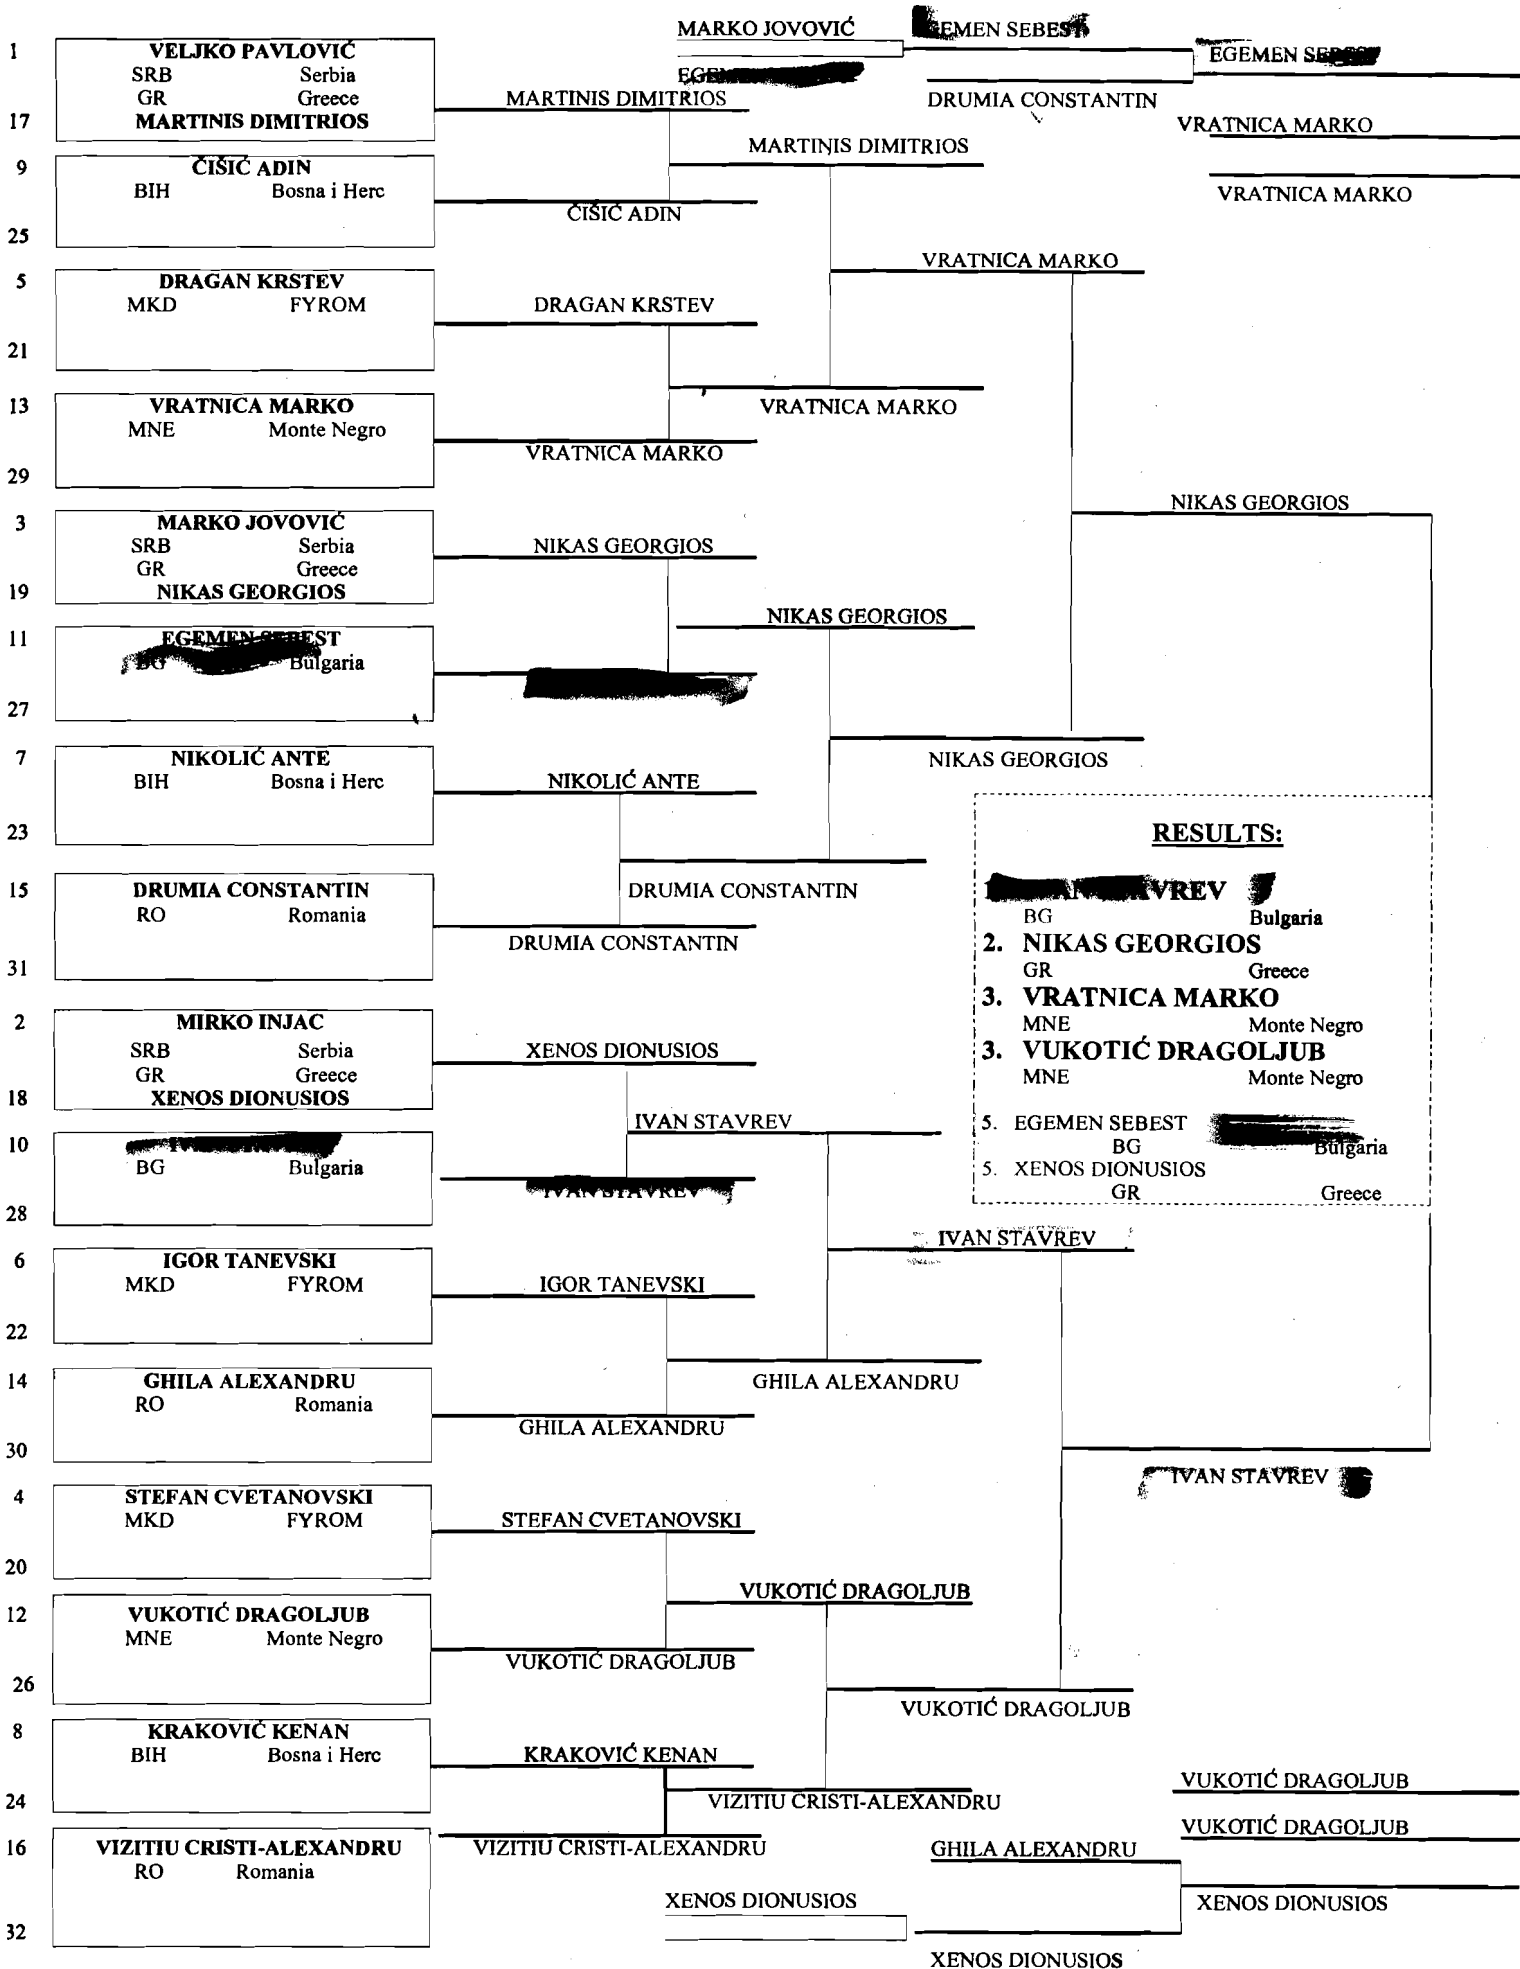 MARKO JOVOVIĆ
EGEMEN SEBEST
EGEMEN
DRUMIA CONSTANTIN
EGEMEN
VRATNICA MARKO
VRATNICA MARKO
1 VELJKO PAVLOVIĆ
SRB Serbia
GR Greece
17 MARTINIS DIMITRIOS
MARTINIS DIMITRIOS
MARTINIS DIMITRIOS
9 ČIŠIĆ ADIN
BIH Bosna i Herc
25
ČIŠIĆ ADIN
VRATNICA MARKO
5 DRAGAN KRSTEV
MKD FYROM
21
DRAGAN KRSTEV
VRATNICA MARKO
13 VRATNICA MARKO
MNE Monte Negro
29
VRATNICA MARKO
NIKAS GEORGIOS
3 MARKO JOVOVIĆ
SRB Serbia
GR Greece
19 NIKAS GEORGIOS
NIKAS GEORGIOS
NIKAS GEORGIOS
11 EGEMEN SEBEST
BG Bulgaria
27
NIKAS GEORGIOS
7 NIKOLIĆ ANTE
BIH Bosna i Herc
23
NIKOLIĆ ANTE
DRUMIA CONSTANTIN
15 DRUMIA CONSTANTIN
RO Romania
31
DRUMIA CONSTANTIN
RESULTS:
STAVREV
BG Bulgaria
2. NIKAS GEORGIOS
GR Greece
3. VRATNICA MARKO
MNE Monte Negro
3. VUKOTIĆ DRAGOLJUB
MNE Monte Negro
5. EGEMEN SEBEST
BG Bulgaria
5. XENOS DIONUSIOS
GR Greece
2 MIRKO INJAC
SRB Serbia
GR Greece
18 XENOS DIONUSIOS
XENOS DIONUSIOS
IVAN STAVREV
10
BG Bulgaria
28
IVAN STAVREV
IVAN STAVREV
6 IGOR TANEVSKI
MKD FYROM
22
IGOR TANEVSKI
GHILA ALEXANDRU
14 GHILA ALEXANDRU
RO Romania
30
GHILA ALEXANDRU
IVAN STAVREV
4 STEFAN CVETANOVSKI
MKD FYROM
20
STEFAN CVETANOVSKI
VUKOTIĆ DRAGOLJUB
12 VUKOTIĆ DRAGOLJUB
MNE Monte Negro
26
VUKOTIĆ DRAGOLJUB
VUKOTIĆ DRAGOLJUB
8 KRAKOVIĆ KENAN
BIH Bosna i Herc
24
KRAKOVIĆ KENAN
VIZITIU CRISTI-ALEXANDRU
16 VIZITIU CRISTI-ALEXANDRU
RO Romania
32
VIZITIU CRISTI-ALEXANDRU
VUKOTIĆ DRAGOLJUB
VUKOTIĆ DRAGOLJUB
GHILA ALEXANDRU
XENOS DIONUSIOS
XENOS DIONUSIOS
XENOS DIONUSIOS